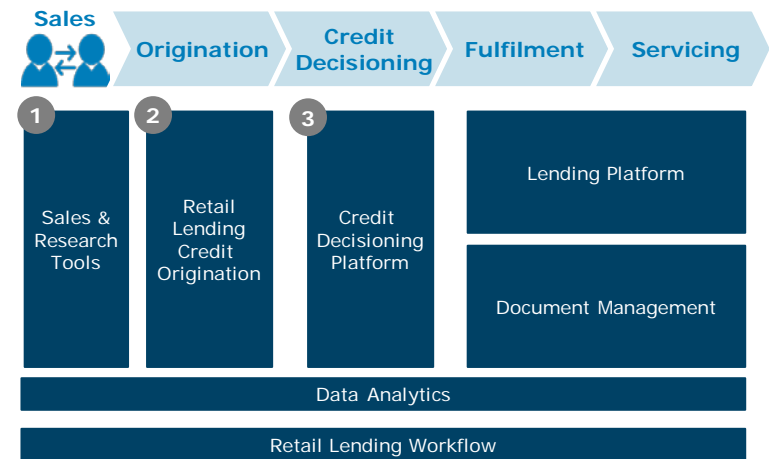 Sales
Origination
Credit
Decisioning
Fulfilment
Servicing
1
2
3
Sales &
Research
Tools
Retail
Lending
Credit
Origination
Credit
Decisioning
Platform
Lending Platform
Document Management
Data Analytics
Retail Lending Workflow